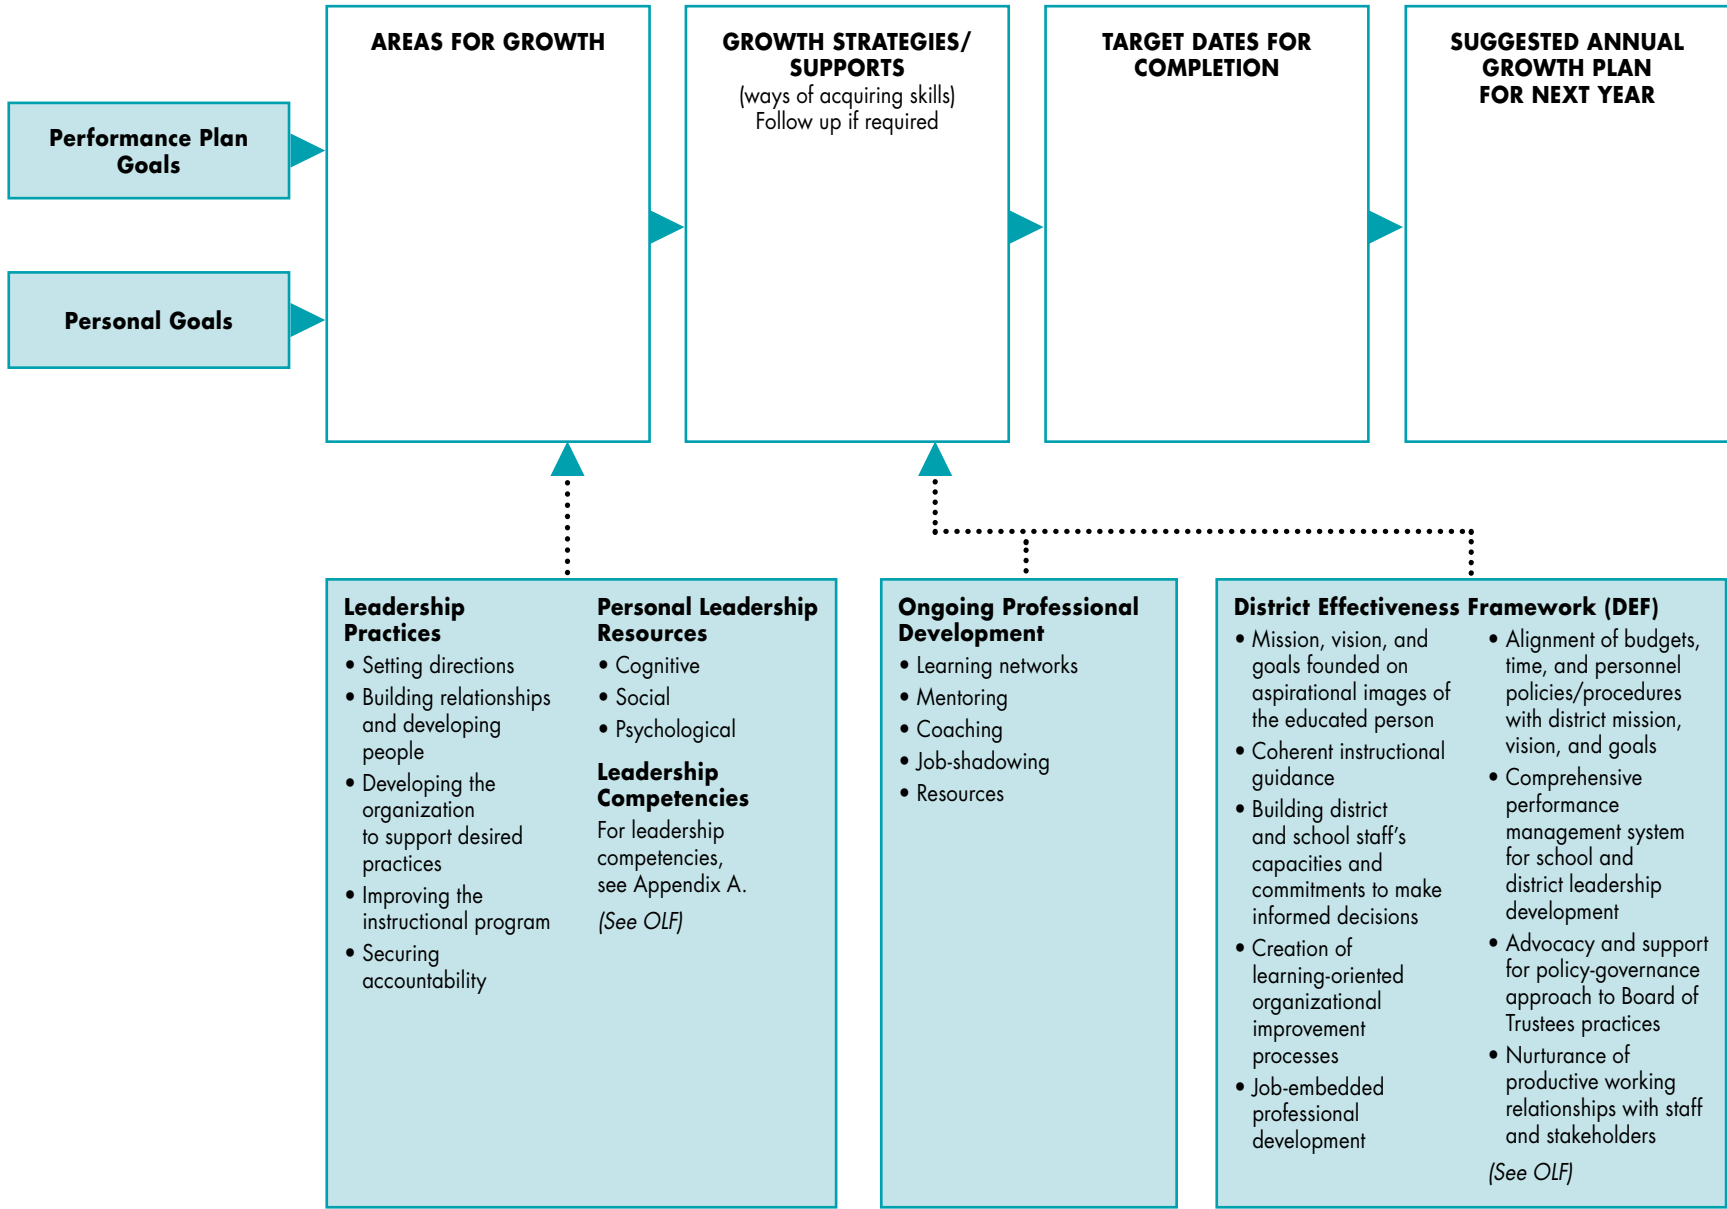 Performance Plan
Goals
Personal Goals
AREAS FOR GROWTH
GROWTH STRATEGIES/
SUPPORTS
(ways of acquiring skills)
Follow up if required
TARGET DATES FOR
COMPLETION
SUGGESTED ANNUAL
GROWTH PLAN
FOR NEXT YEAR
Leadership
Practices
• Setting directions
• Building relationships
and developing
people
• Developing the
organization
to support desired
practices
• Improving the
instructional program
• Securing
accountability
Personal Leadership
Resources
• Cognitive
• Social
• Psychological
Leadership
Competencies
For leadership
competencies,
see Appendix A.
(See OLF)
Ongoing Professional
Development
• Learning networks
• Mentoring
• Coaching
• Job-shadowing
• Resources
District Effectiveness Framework (DEF)
• Mission, vision, and
goals founded on
aspirational images of
the educated person
• Coherent instructional
guidance
• Building district
and school staff's
capacities and
commitments to make
informed decisions
• Creation of
learning-oriented
organizational
improvement
processes
• Job-embedded
professional
development
• Alignment of budgets,
time, and personnel
policies/procedures
with district mission,
vision, and goals
• Comprehensive
performance
management system
for school and
district leadership
development
• Advocacy and support
for policy-governance
approach to Board of
Trustees practices
• Nurturance of
productive working
relationships with staff
and stakeholders
(See OLF)